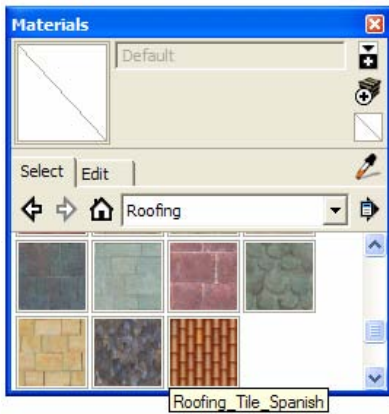 Materials
Default
Select Edit
Roofing
Roofing_Tile_Spanish